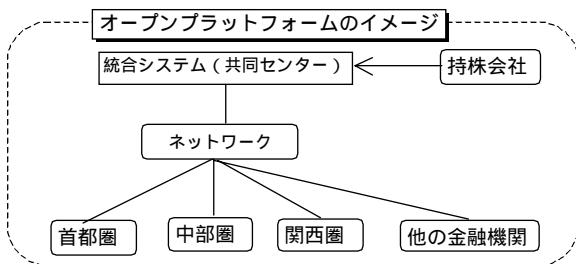 オープンプラットフォームのイメージ
統合システム（共同センター）
持株会社
ネットワーク
首都圏
中部圏
関西圏
他の金融機関